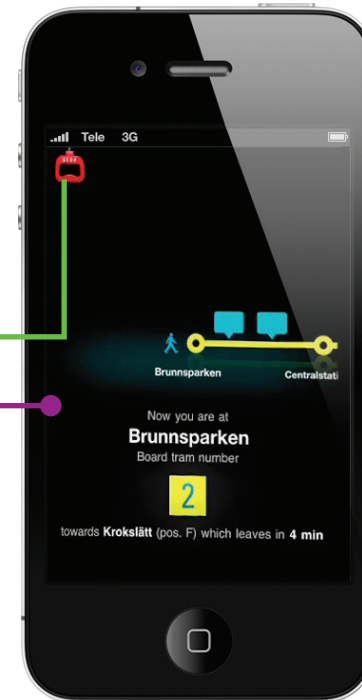 Tele 3G
STOP
Brunnsparken Centralstati
Now you are at
Brunnsparken
Board tram number
2
towards Krokslätt (pos. F) which leaves in 4 min